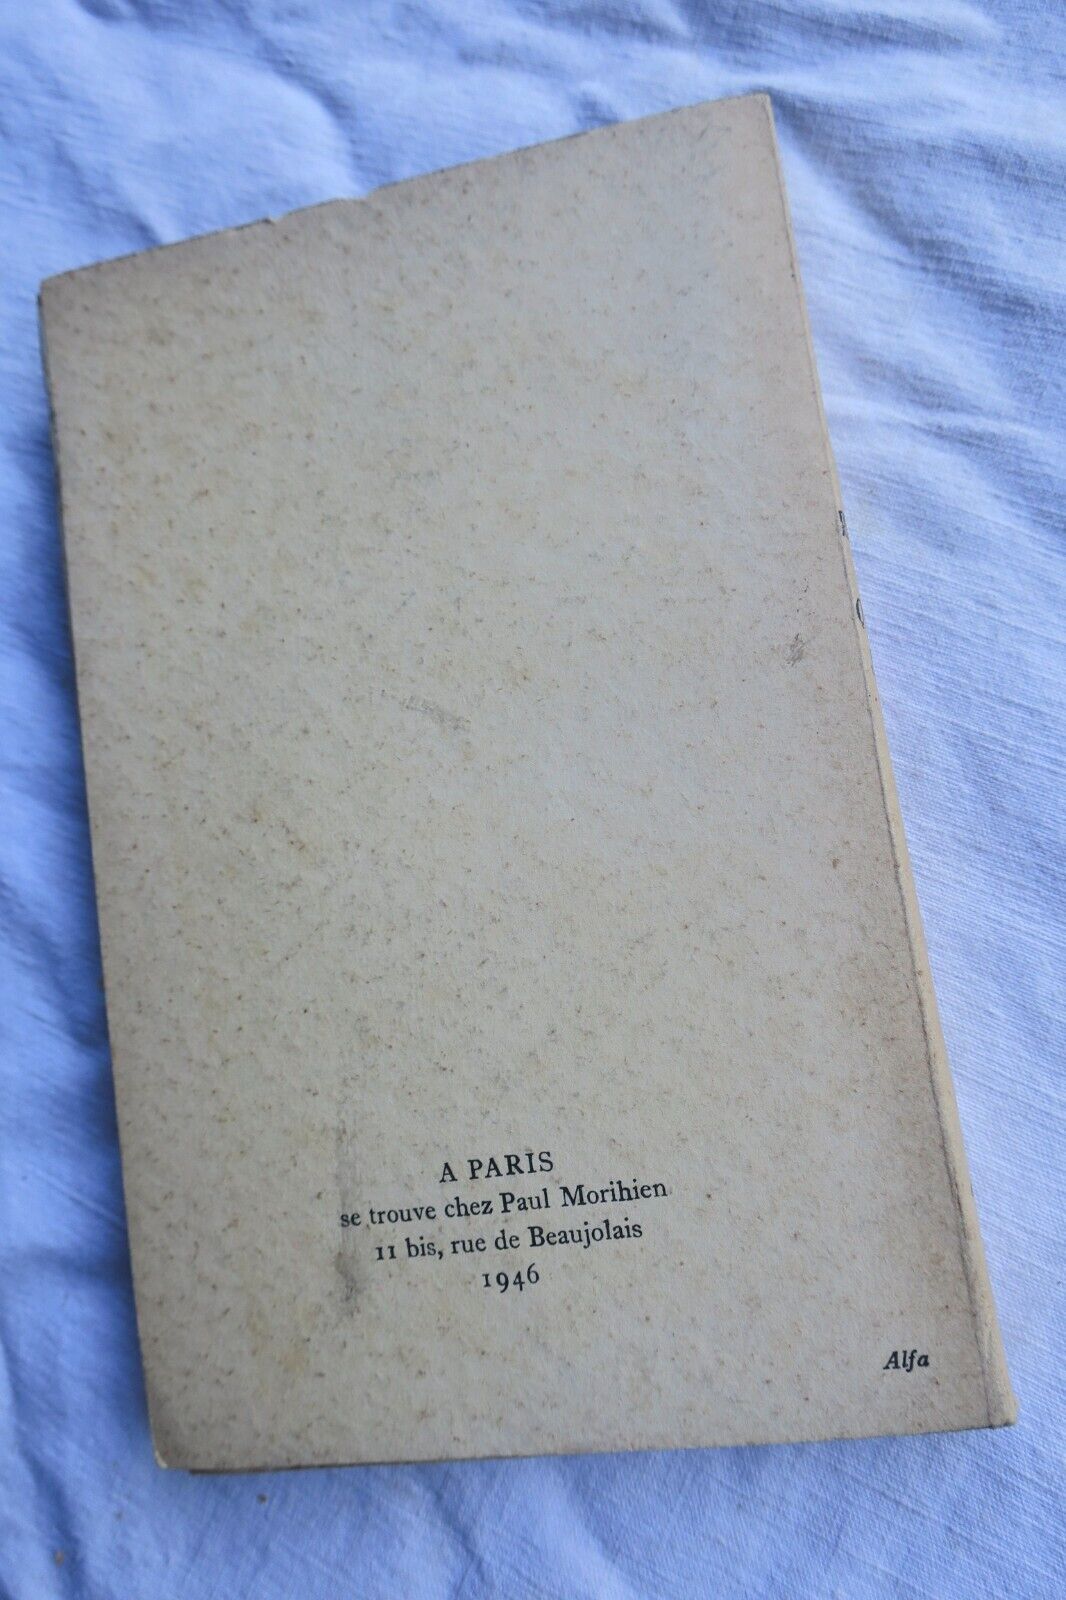 A PARIS
se trouve chez Paul Morihien
11 bis, rue de Beaujolais
1946
Alfa